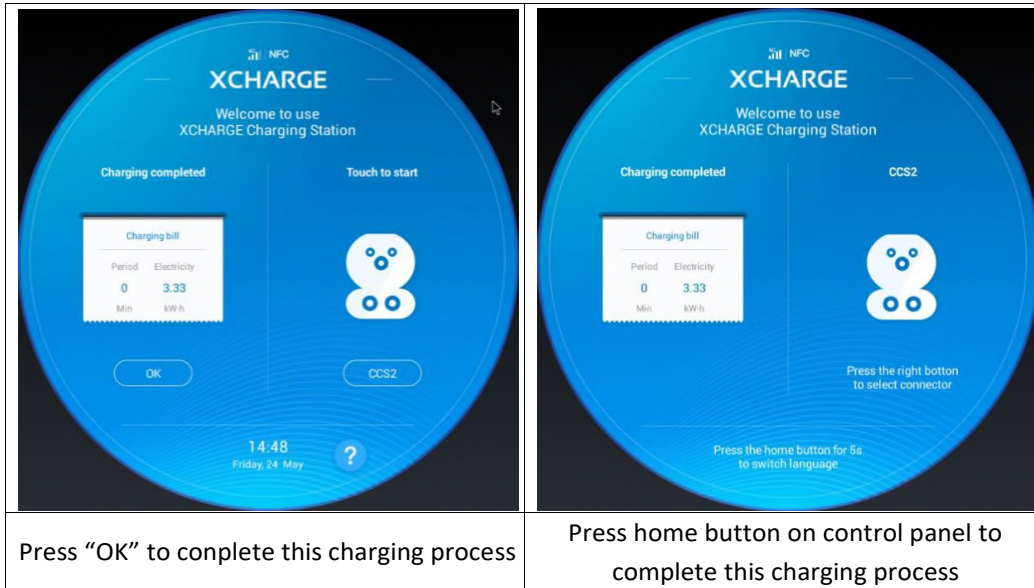 NFC
XCHARGE
Welcome to use
XCHARGE Charging Station
Charging completed
Touch to start
Charging bill
Period Electricity
0 3.33
Min kW·h
OK
CCS2
14:48
Friday, 24 May
?
Press “OK” to conplete this charging process
NFC
XCHARGE
Welcome to use
XCHARGE Charging Station
Charging completed
CCS2
Charging bill
Period Electricity
0 3.33
Min kW·h
Press the right botton
to select connector
Press the home button for 5s
to switch language
Press home button on control panel to
complete this charging process